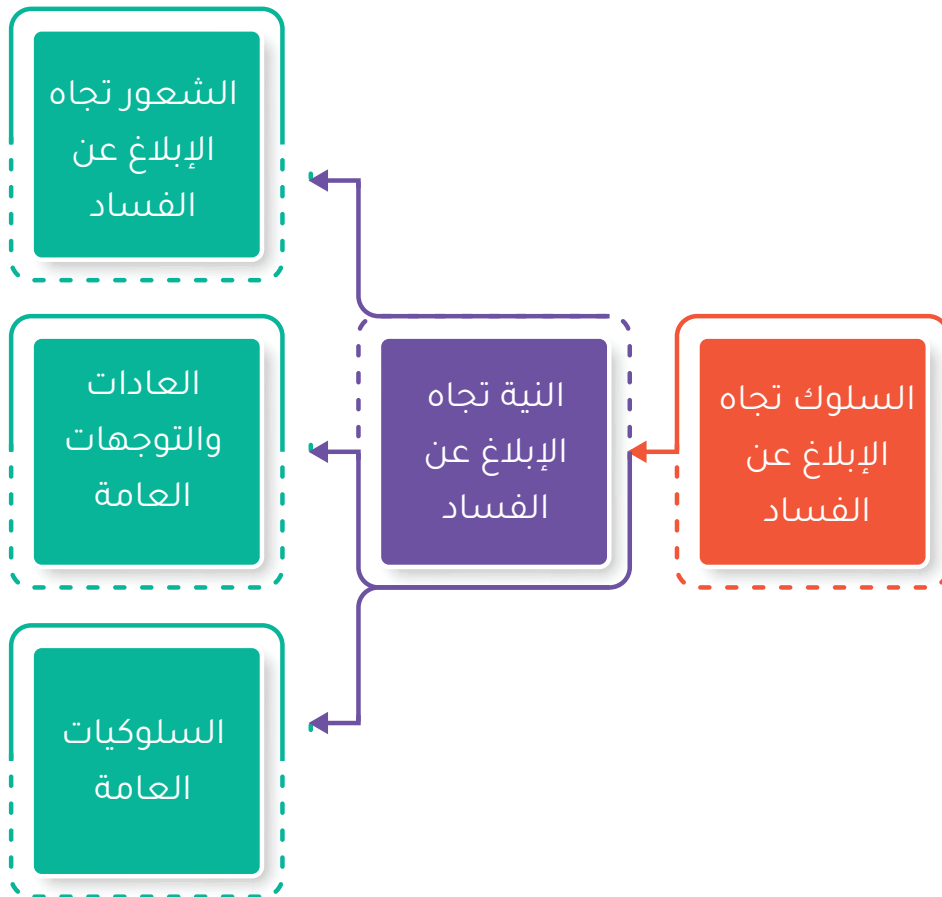 السلوك تجاه
الإبلاغ عن
الفساد
النية تجاه
الإبلاغ عن
الفساد
الشعور تجاه
الإبلاغ عن
الفساد
العادات
والتوجهات
العامة
السلوكيات
العامة